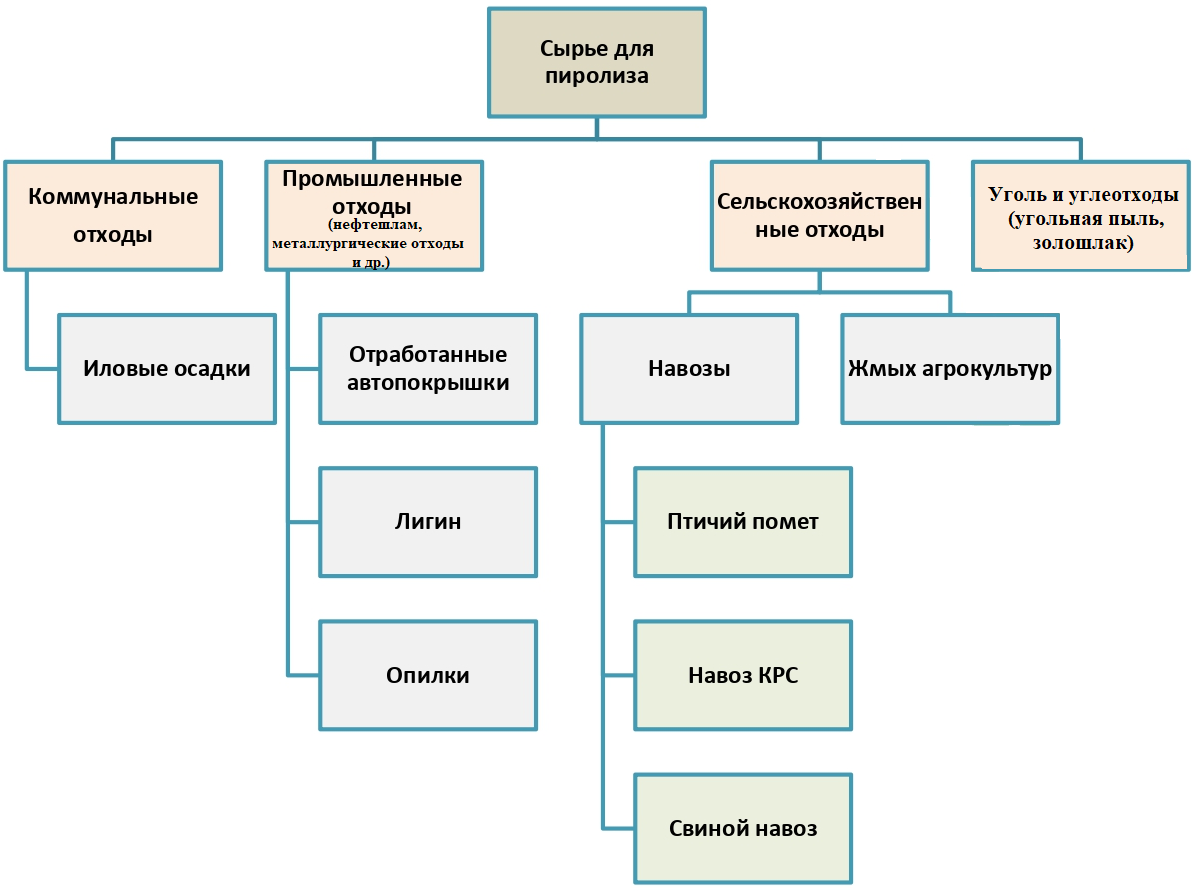 Сырье для
пиролиза
Коммунальные
отходы
Промышленные
отходы
(нефтешлам,
металлургические отходы
и др.)
Сельскохозяйствен
ные отходы
Уголь и углеотходы
(угольная пыль,
золошлак)
Иловые осадки
Отработанные
автопокрышки
Навозы
Жмых агрокультур
Лигин
Птичий помет
Опилки
Навоз КРС
Свиной навоз